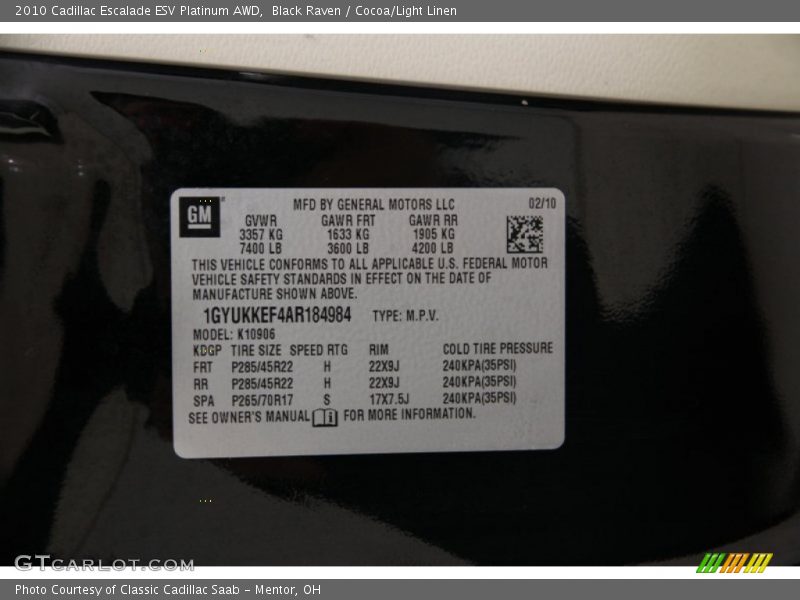 2010 Cadillac Escalade ESV Platinum AWD, Black Raven / Cocoa/Light Linen
GM
MFD BY GENERAL MOTORS LLC 02/10
GVWR GAWR FRT GAWR RR
3357 KG 1633 KG 1905 KG
7400 LB 3600 LB 4200 LB
THIS VEHICLE CONFORMS TO ALL APPLICABLE U.S. FEDERAL MOTOR
VEHICLE SAFETY STANDARDS IN EFFECT ON THE DATE OF
MANUFACTURE SHOWN ABOVE.
1GYUKKEF4AR184984 TYPE: M.P.V.
MODEL: K10906
KDGP TIRE SIZE SPEED RTG RIM COLD TIRE PRESSURE
FRT P285/45R22 H 22X9J 240KPA(35PSI)
RR P285/45R22 H 22X9J 240KPA(35PSI)
SPA P265/70R17 S 17X7.5J 240KPA(35PSI)
SEE OWNER'S MANUAL FOR MORE INFORMATION.
GTCARLOT.COM
Photo Courtesy of Classic Cadillac Saab - Mentor, OH